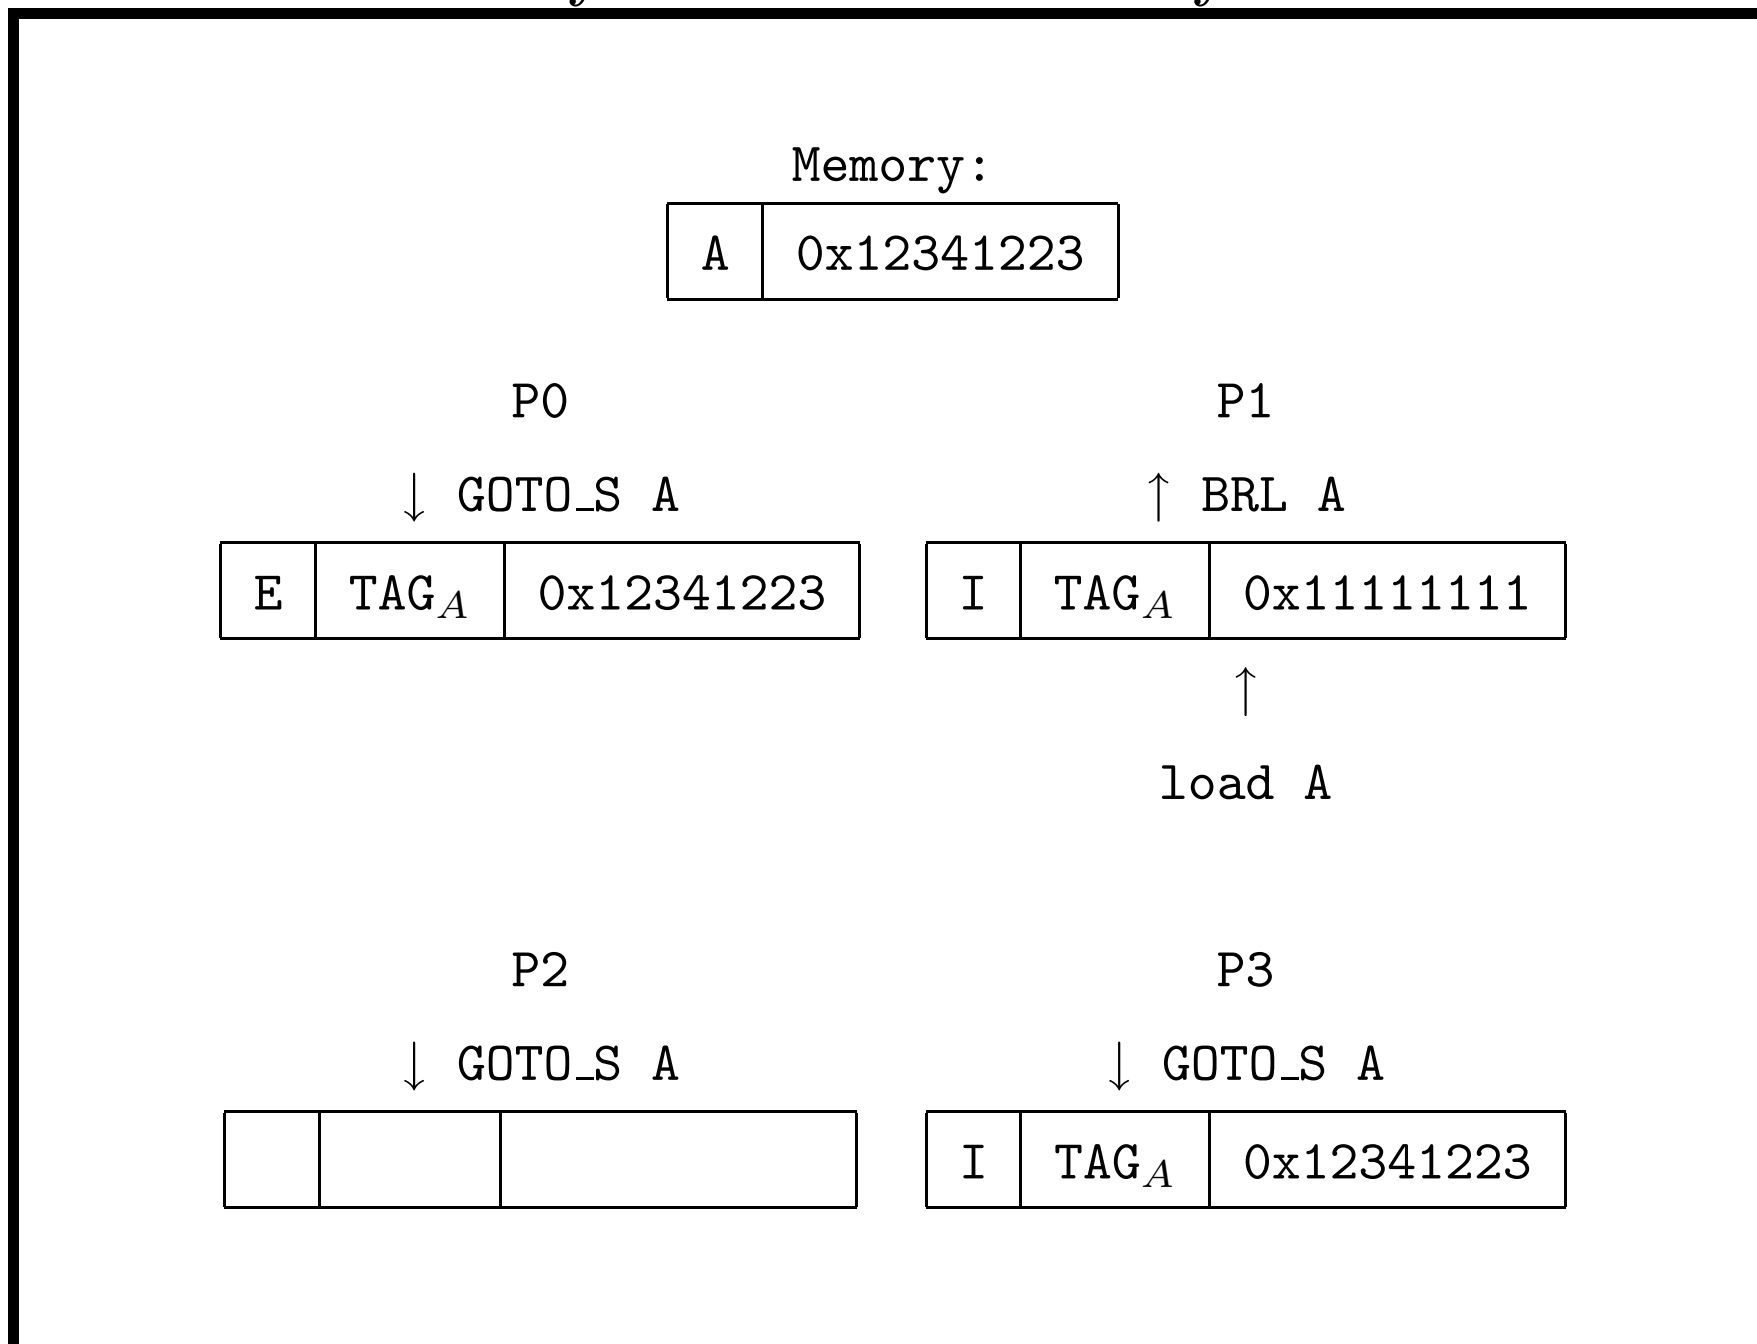 Memory:
A 0x12341223
P0 P1
↓ GOTO_S A ↑ BRL A
E TAG_A 0x12341223 I TAG_A 0x11111111
↑
load A
P2 P3
↓ GOTO_S A ↓ GOTO_S A
I TAG_A 0x12341223